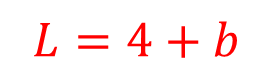 L = 4 + b